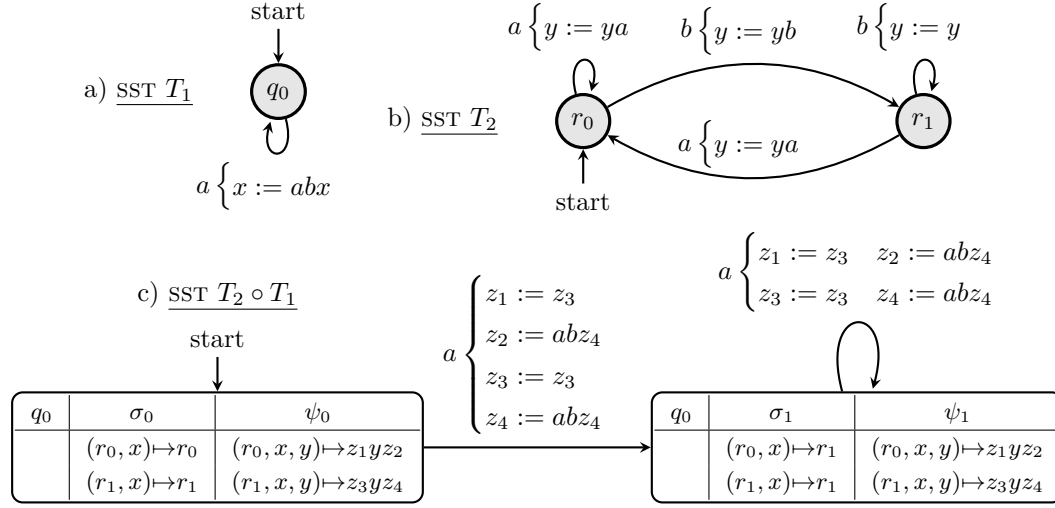 start
a) SST T₁
q₀
a { x := abx
b) SST T₂
a { y := ya
b { y := yb
b { y := y
r₀
r₁
a { y := ya
start
c) SST T₂ ∘ T₁
start
a { z₁ := z₃
z₂ := abz₄
z₃ := z₃
z₄ := abz₄
a { z₁ := z₃ z₂ := abz₄
z₃ := z₃ z₄ := abz₄
q₀ σ₀ ψ₀
(r₀, x)↦r₀ (r₀, x, y)↦z₁yz₂
(r₁, x)↦r₁ (r₁, x, y)↦z₃yz₄
q₀ σ₁ ψ₁
(r₀, x)↦r₁ (r₀, x, y)↦z₁yz₂
(r₁, x)↦r₁ (r₁, x, y)↦z₃yz₄